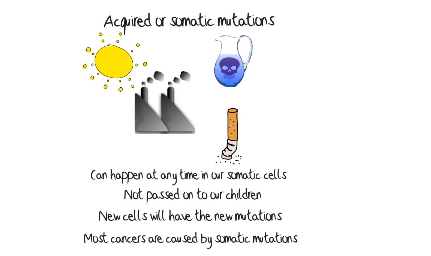 Acquired or somatic mutations
Can happen at any time in our somatic cells
Not passed on to our children
New cells will have the new mutations
Most cancers are caused by somatic mutations